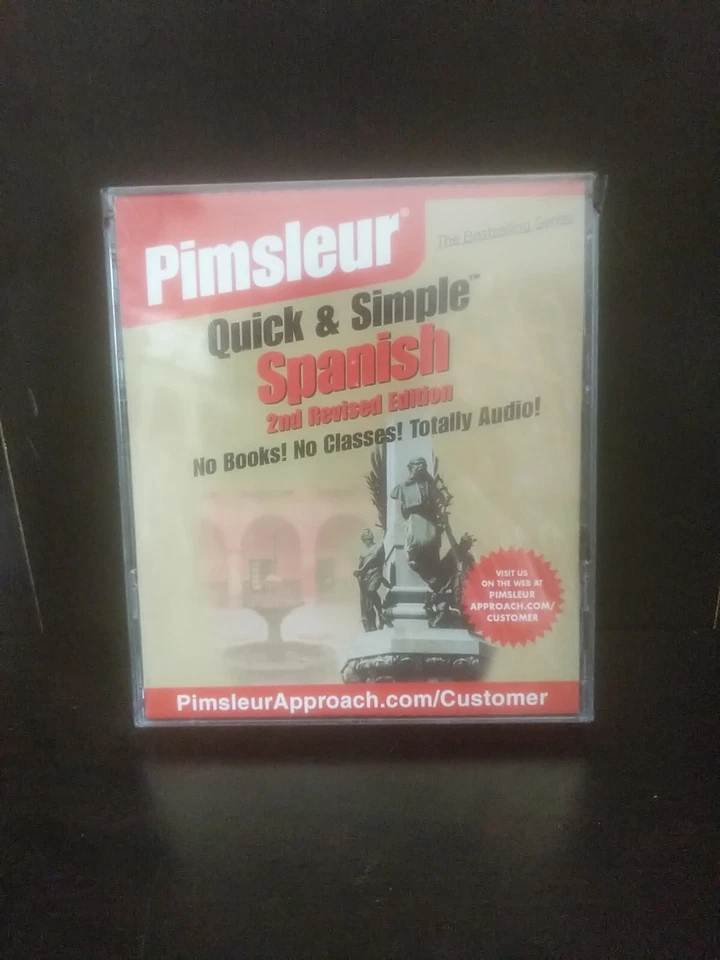 Pimsleur®
The Bestselling Series
Quick & Simple™
Spanish
2nd Revised Edition
No Books! No Classes! Totally Audio!
VISIT US
ON THE WEB AT
PIMSLEUR
APPROACH.COM/
CUSTOMER
PimsleurApproach.com/Customer